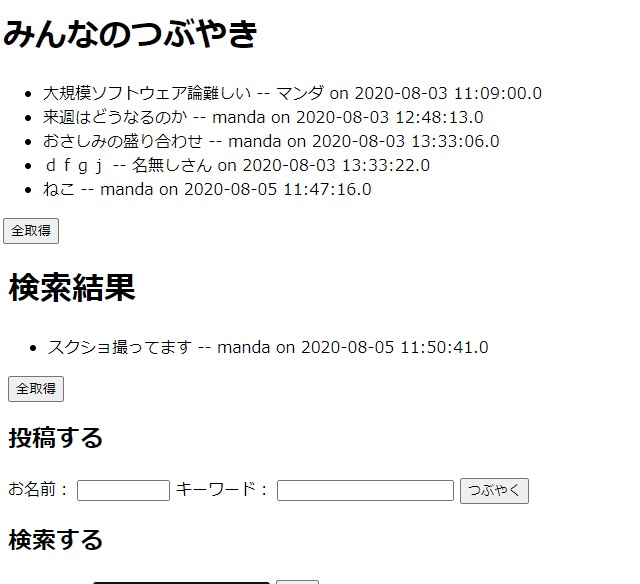 みんなのつぶやき
大規模ソフトウェア論難しい -- マンダ on 2020-08-03 11:09:00.0
来週はどうなるのか -- manda on 2020-08-03 12:48:13.0
おさしみの盛り合わせ -- manda on 2020-08-03 13:33:06.0
ｄｆｇｊ -- 名無しさん on 2020-08-03 13:33:22.0
ねこ -- manda on 2020-08-05 11:47:16.0
全取得
検索結果
スクショ撮ってます -- manda on 2020-08-05 11:50:41.0
全取得
投稿する
お名前： キーワード： つぶやく
検索する